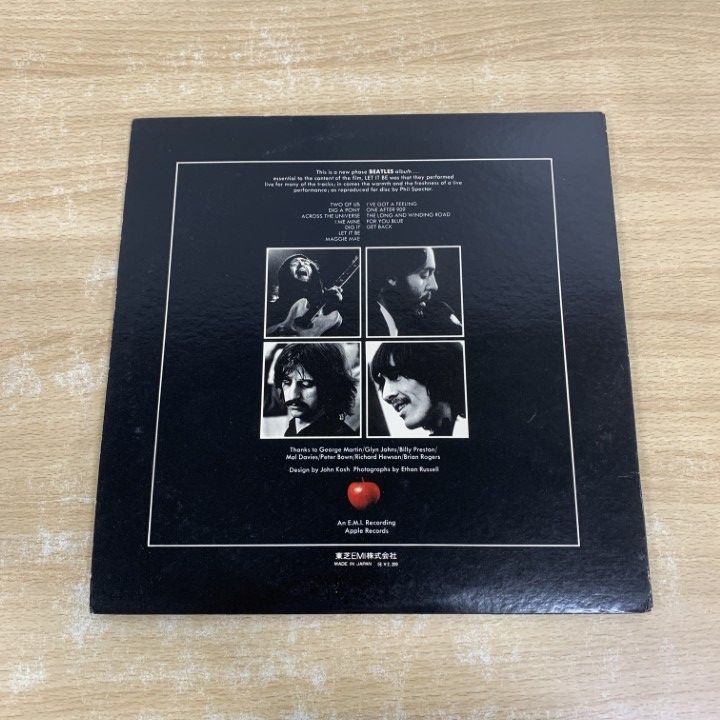 This is a new phase BEATLES album....
essential to the content of the film, LET IT BE was that they performed
live for many of the tracks; in comes the warmth and the freshness of a live
performance; as reproduced for disc by Phil Spector.
TWO OF US I'VE GOT A FEELING
DIG A PONY ONE AFTER 909
ACROSS THE UNIVERSE THE LONG AND WINDING ROAD
I ME MINE FOR YOU BLUE
DIG IT GET BACK
LET IT BE
MAGGIE MAE
Thanks to George Martin/Glyn Johns/Billy Preston/
Mal Davies/Peter Bown/Richard Hewson/Brian Rogers
Design by John Kosh Photographs by Ethan Russell
An E.M.I. Recording
Apple Records
東芝EMI株式会社
MADE IN JAPAN